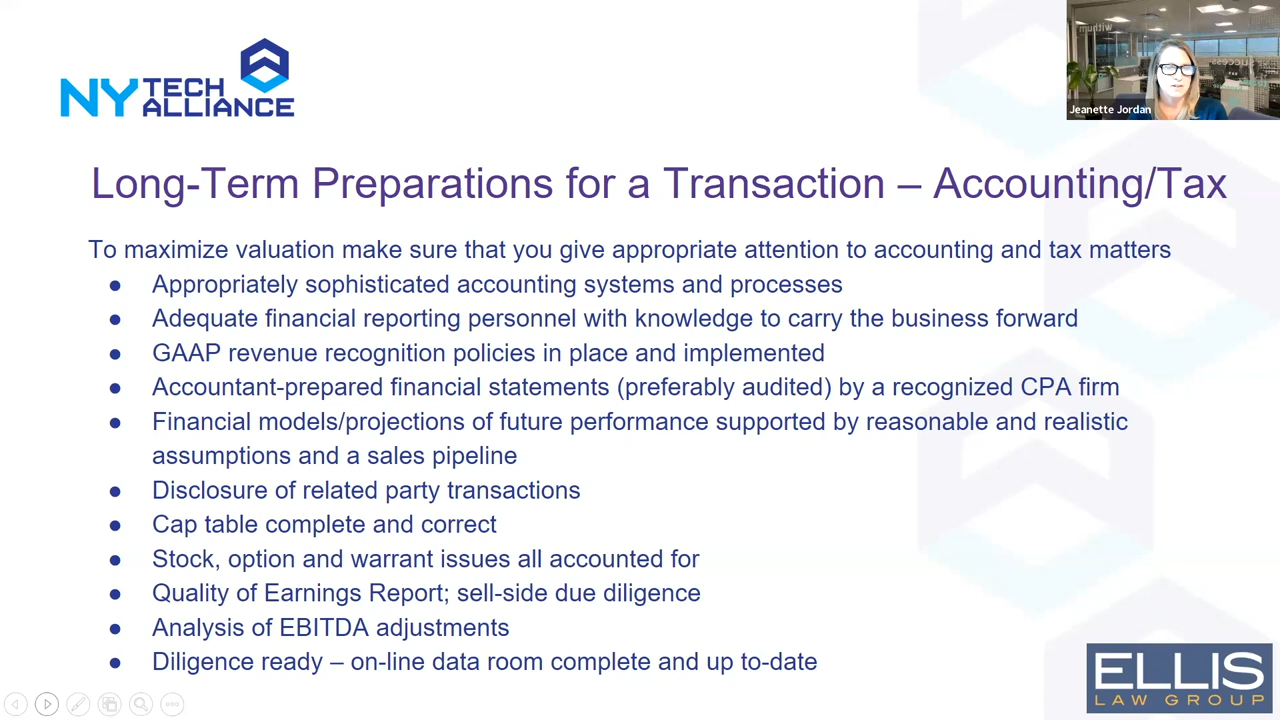 NY TECH
ALLIANCE
Jeanette Jordan
Long-Term Preparations for a Transaction – Accounting/Tax
To maximize valuation make sure that you give appropriate attention to accounting and tax matters
● Appropriately sophisticated accounting systems and processes
● Adequate financial reporting personnel with knowledge to carry the business forward
● GAAP revenue recognition policies in place and implemented
● Accountant-prepared financial statements (preferably audited) by a recognized CPA firm
● Financial models/projections of future performance supported by reasonable and realistic
assumptions and a sales pipeline
● Disclosure of related party transactions
● Cap table complete and correct
● Stock, option and warrant issues all accounted for
● Quality of Earnings Report; sell-side due diligence
● Analysis of EBITDA adjustments
● Diligence ready – on-line data room complete and up to-date
ELLIS
LAW GROUP